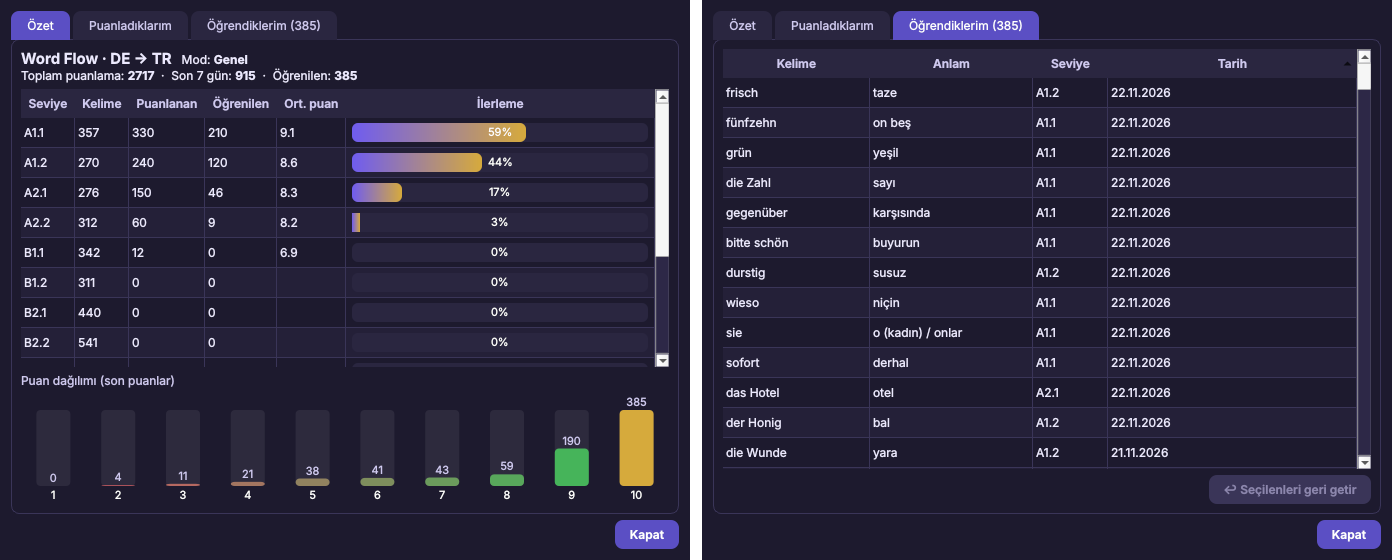 Özet Puanladıklarım Öğrendiklerim (385)
Word Flow · DE → TR Mod: Genel
Toplam puanlama: 2717 · Son 7 gün: 915 · Öğrenilen: 385
Seviye Kelime Puanlanan Öğrenilen Ort. puan İlerleme
A1.1 357 330 210 9.1 59%
A1.2 270 240 120 8.6 44%
A2.1 276 150 46 8.3 17%
A2.2 312 60 9 8.2 3%
B1.1 342 12 0 6.9 0%
B1.2 311 0 0 0%
B2.1 440 0 0 0%
B2.2 541 0 0 0%
Puan dağılımı (son puanlar)
0 4 11 21 38 41 43 59 190 385
1 2 3 4 5 6 7 8 9 10
Kapat
Özet Puanladıklarım Öğrendiklerim (385)
Kelime Anlam Seviye Tarih
frisch taze A1.2 22.11.2026
fünfzehn on beş A1.1 22.11.2026
grün yeşil A1.1 22.11.2026
die Zahl sayı A1.1 22.11.2026
gegenüber karşısında A1.1 22.11.2026
bitte schön buyurun A1.1 22.11.2026
durstig susuz A1.2 22.11.2026
wieso niçin A1.1 22.11.2026
sie o (kadın) / onlar A1.1 22.11.2026
sofort derhal A1.1 22.11.2026
das Hotel otel A2.1 22.11.2026
der Honig bal A1.2 22.11.2026
die Wunde yara A1.2 21.11.2026
↩ Seçilenleri geri getir
Kapat